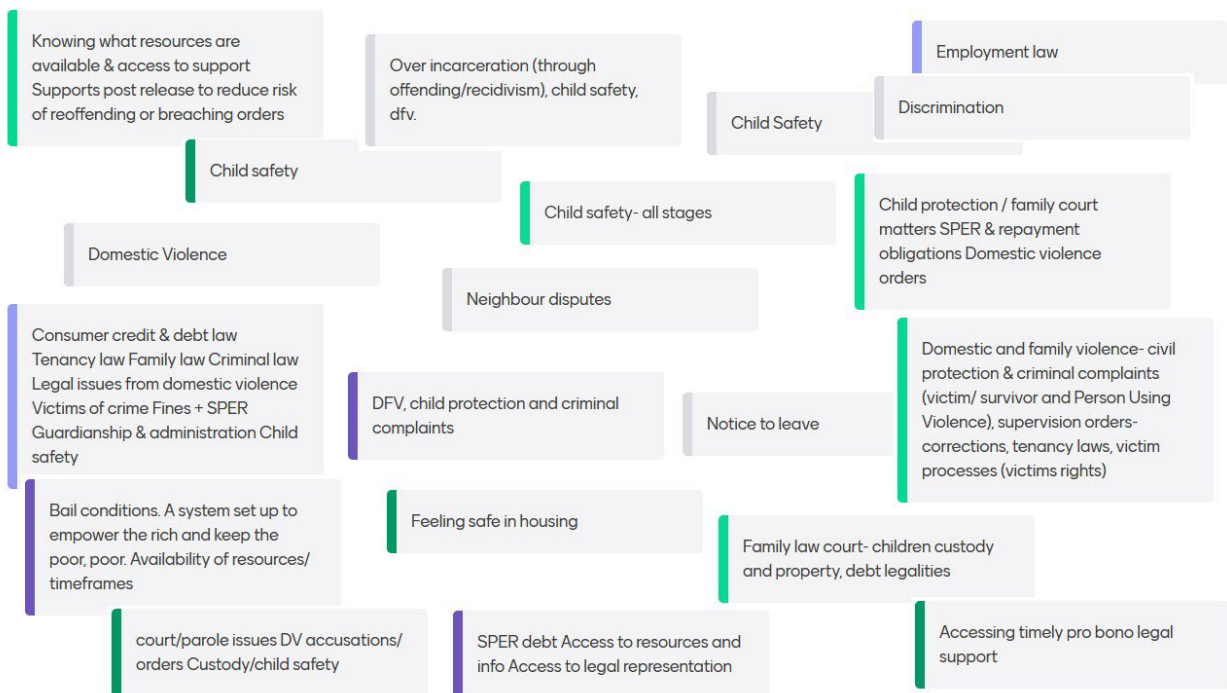 Knowing what resources are
available & access to support
Supports post release to reduce risk
of reoffending or breaching orders
Over incarceration (through
offending/recidivism), child safety,
dfv.
Employment law
Discrimination
Child Safety
Child safety
Child safety- all stages
Child protection / family court
matters SPER & repayment
obligations Domestic violence
orders
Domestic Violence
Neighbour disputes
Consumer credit & debt law
Tenancy law Family law Criminal law
Legal issues from domestic violence
Victims of crime Fines + SPER
Guardianship & administration Child
safety
DFV, child protection and criminal
complaints
Notice to leave
Domestic and family violence- civil
protection & criminal complaints
(victim/ survivor and Person Using
Violence), supervision orders-
corrections, tenancy laws, victim
processes (victims rights)
Bail conditions. A system set up to
empower the rich and keep the
poor, poor. Availability of resources/
timeframes
Feeling safe in housing
Family law court- children custody
and property, debt legalities
court/parole issues DV accusations/
orders Custody/child safety
SPER debt Access to resources and
info Access to legal representation
Accessing timely pro bono legal
support